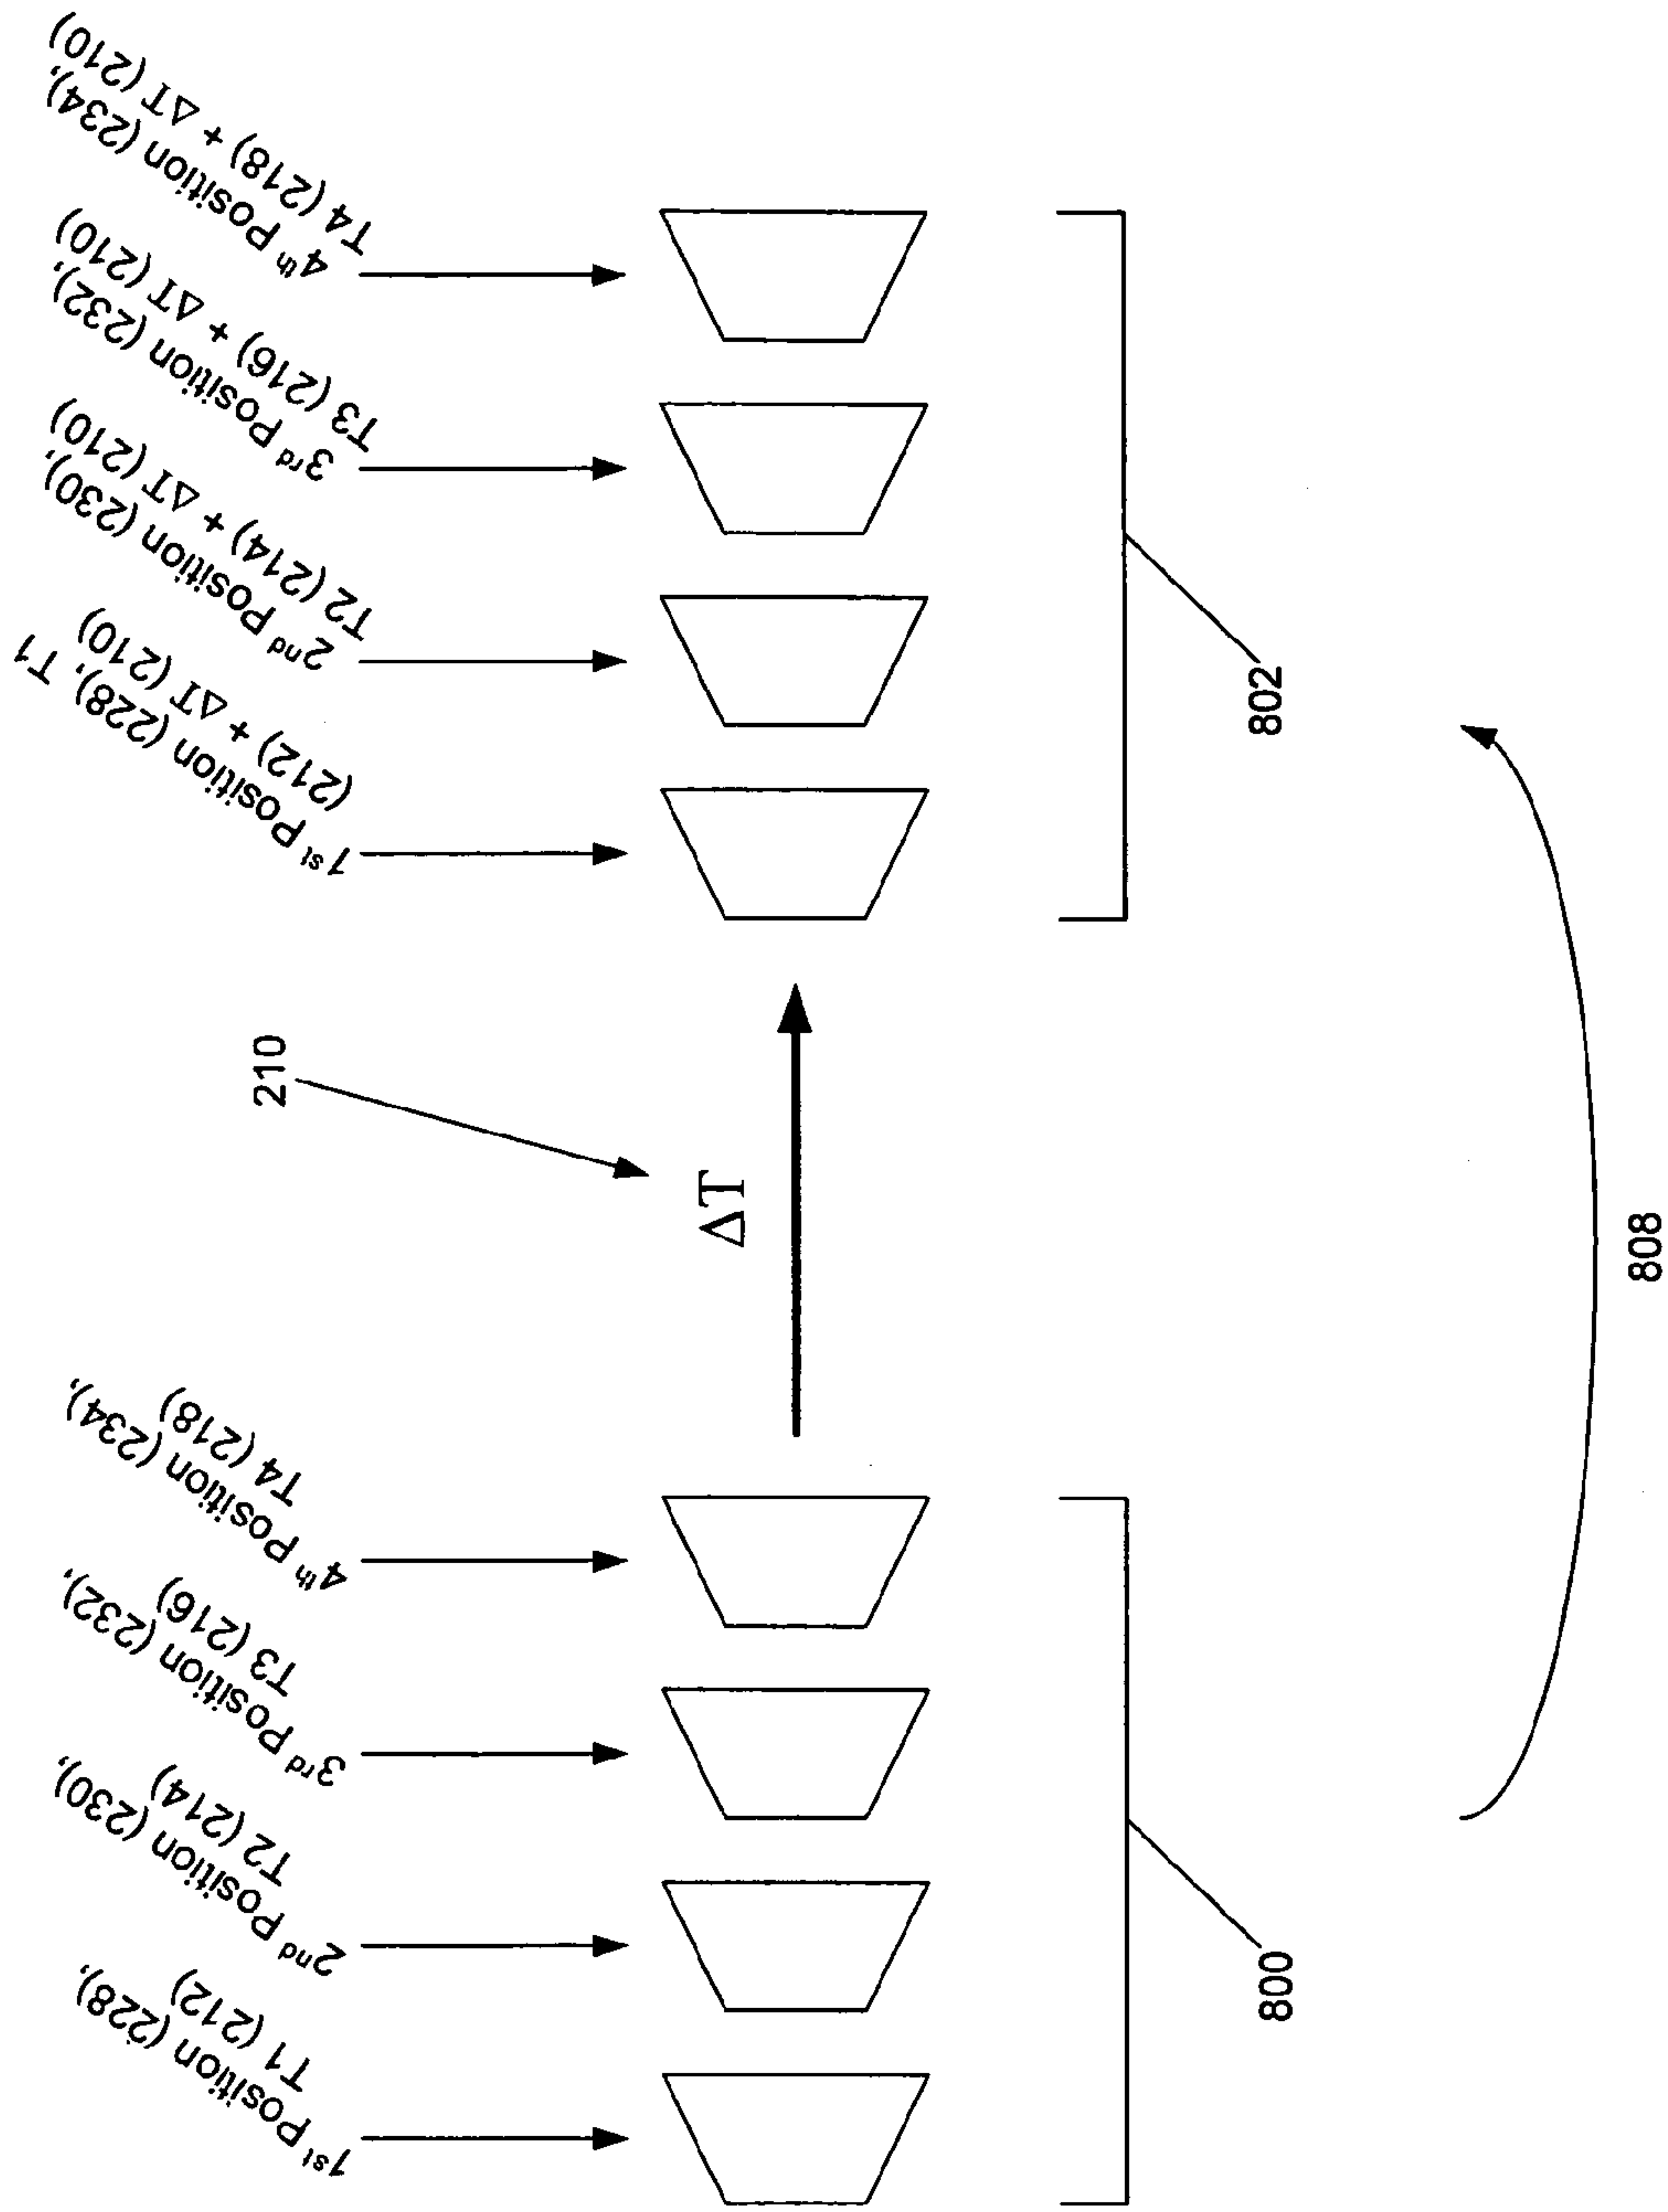 1st Position (228),
T1 (212)
2nd Position (230),
T2 (214)
3rd Position (232),
T3 (216)
4th Position (234),
T4 (218)
210
ΔT
1st Position (228), T1
(212) + ΔT (210)
2nd Position (230),
T2 (214) + ΔT (210)
3rd Position (232),
T3 (216) + ΔT (210)
4th Position (234),
T4 (218) + ΔT (210)
800
802
808